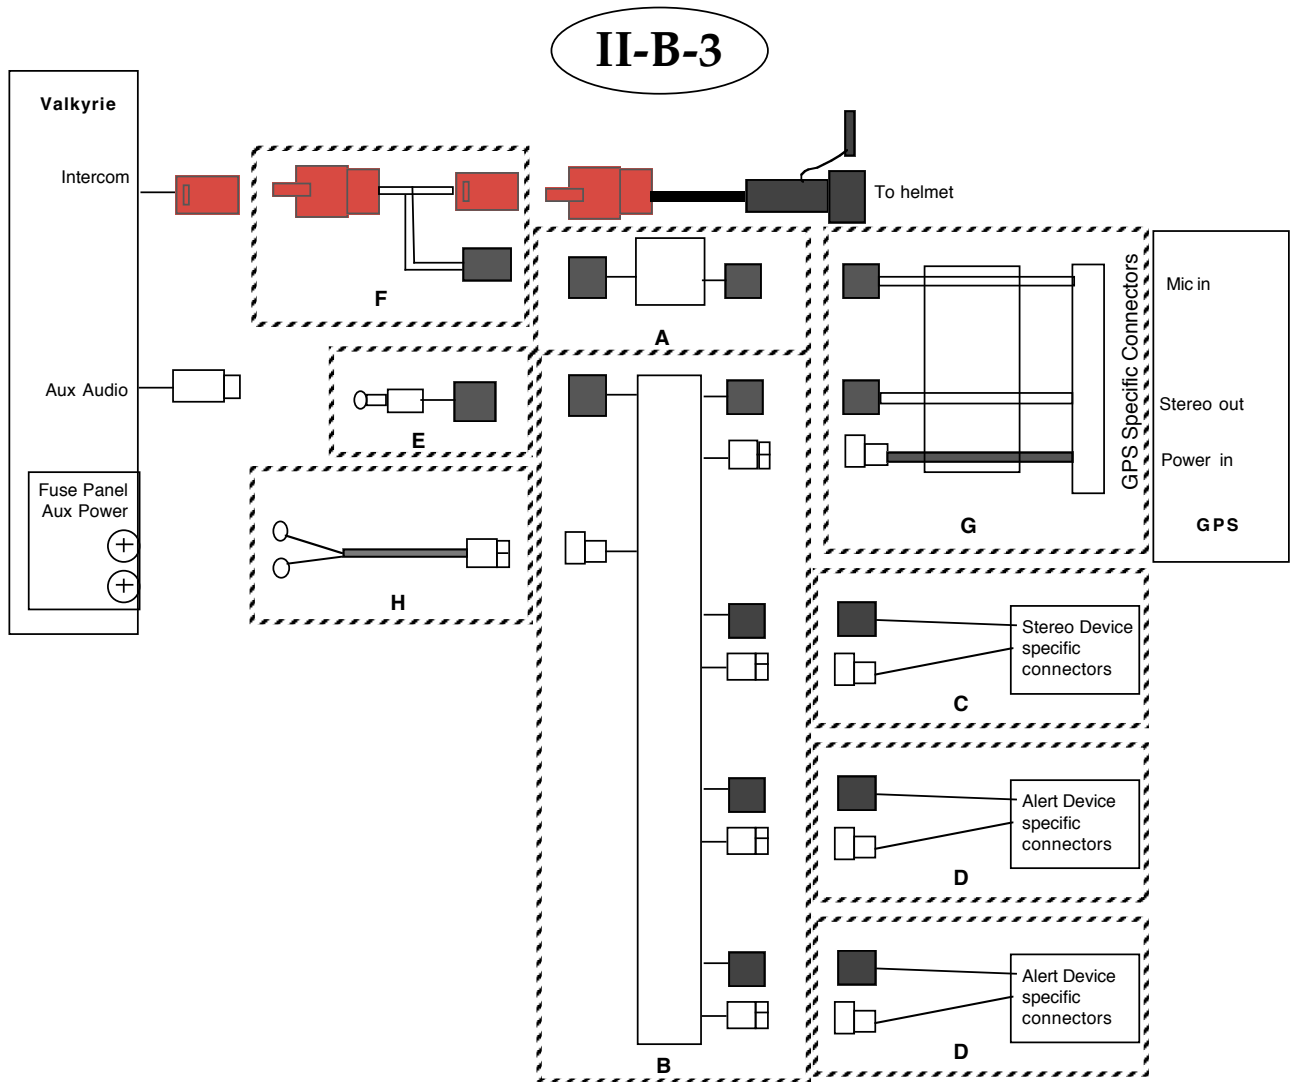 II-B-3
Valkyrie
Intercom
To helmet
F
A
GPS Specific Connectors
Mic in
Aux Audio
E
Stereo out
Power in
GPS
G
Fuse Panel
Aux Power
H
Stereo Device
specific
connectors
C
Alert Device
specific
connectors
D
Alert Device
specific
connectors
D
B